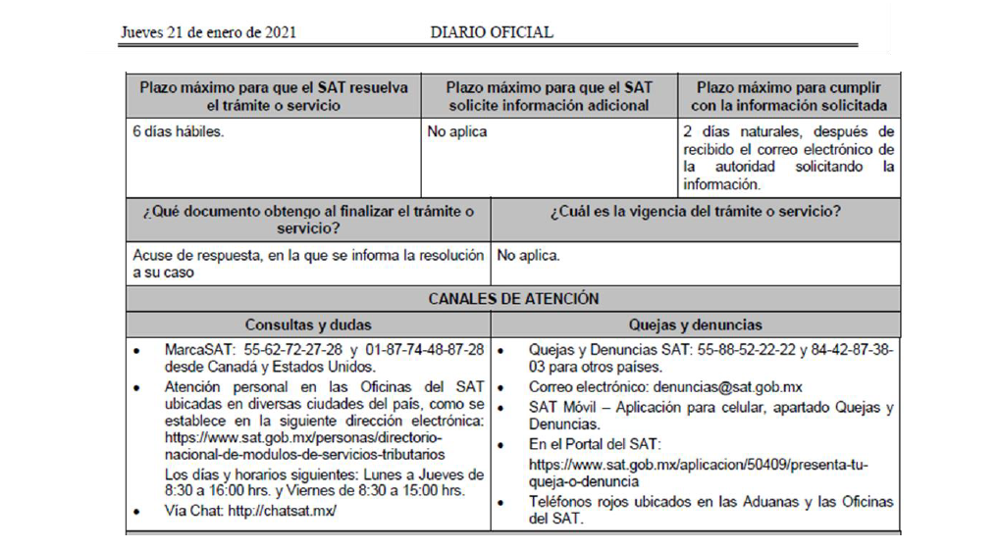 Jueves 21 de enero de 2021 DIARIO OFICIAL
Plazo máximo para que el SAT resuelva
el trámite o servicio
Plazo máximo para que el SAT
solicite información adicional
Plazo máximo para cumplir
con la información solicitada
6 días hábiles.
No aplica
2 días naturales, después de
recibido el correo electrónico de
la autoridad solicitando la
información.
¿Qué documento obtengo al finalizar el trámite o
servicio?
¿Cuál es la vigencia del trámite o servicio?
Acuse de respuesta, en la que se informa la resolución
a su caso
No aplica.
CANALES DE ATENCIÓN
Consultas y dudas
Quejas y denuncias
• MarcaSAT: 55-62-72-27-28 y 01-87-74-48-87-28
desde Canadá y Estados Unidos.
• Atención personal en las Oficinas del SAT
ubicadas en diversas ciudades del país, como se
establece en la siguiente dirección electrónica:
https://www.sat.gob.mx/personas/directorio-
nacional-de-modulos-de-servicios-tributarios
Los días y horarios siguientes: Lunes a Jueves de
8:30 a 16:00 hrs. y Viernes de 8:30 a 15:00 hrs.
• Vía Chat: http://chatsat.mx/
• Quejas y Denuncias SAT: 55-88-52-22-22 y 84-42-87-38-
03 para otros países.
• Correo electrónico: denuncias@sat.gob.mx
• SAT Móvil – Aplicación para celular, apartado Quejas y
Denuncias.
• En el Portal del SAT:
https://www.sat.gob.mx/aplicacion/50409/presenta-tu-
queja-o-denuncia
• Teléfonos rojos ubicados en las Aduanas y las Oficinas
del SAT.